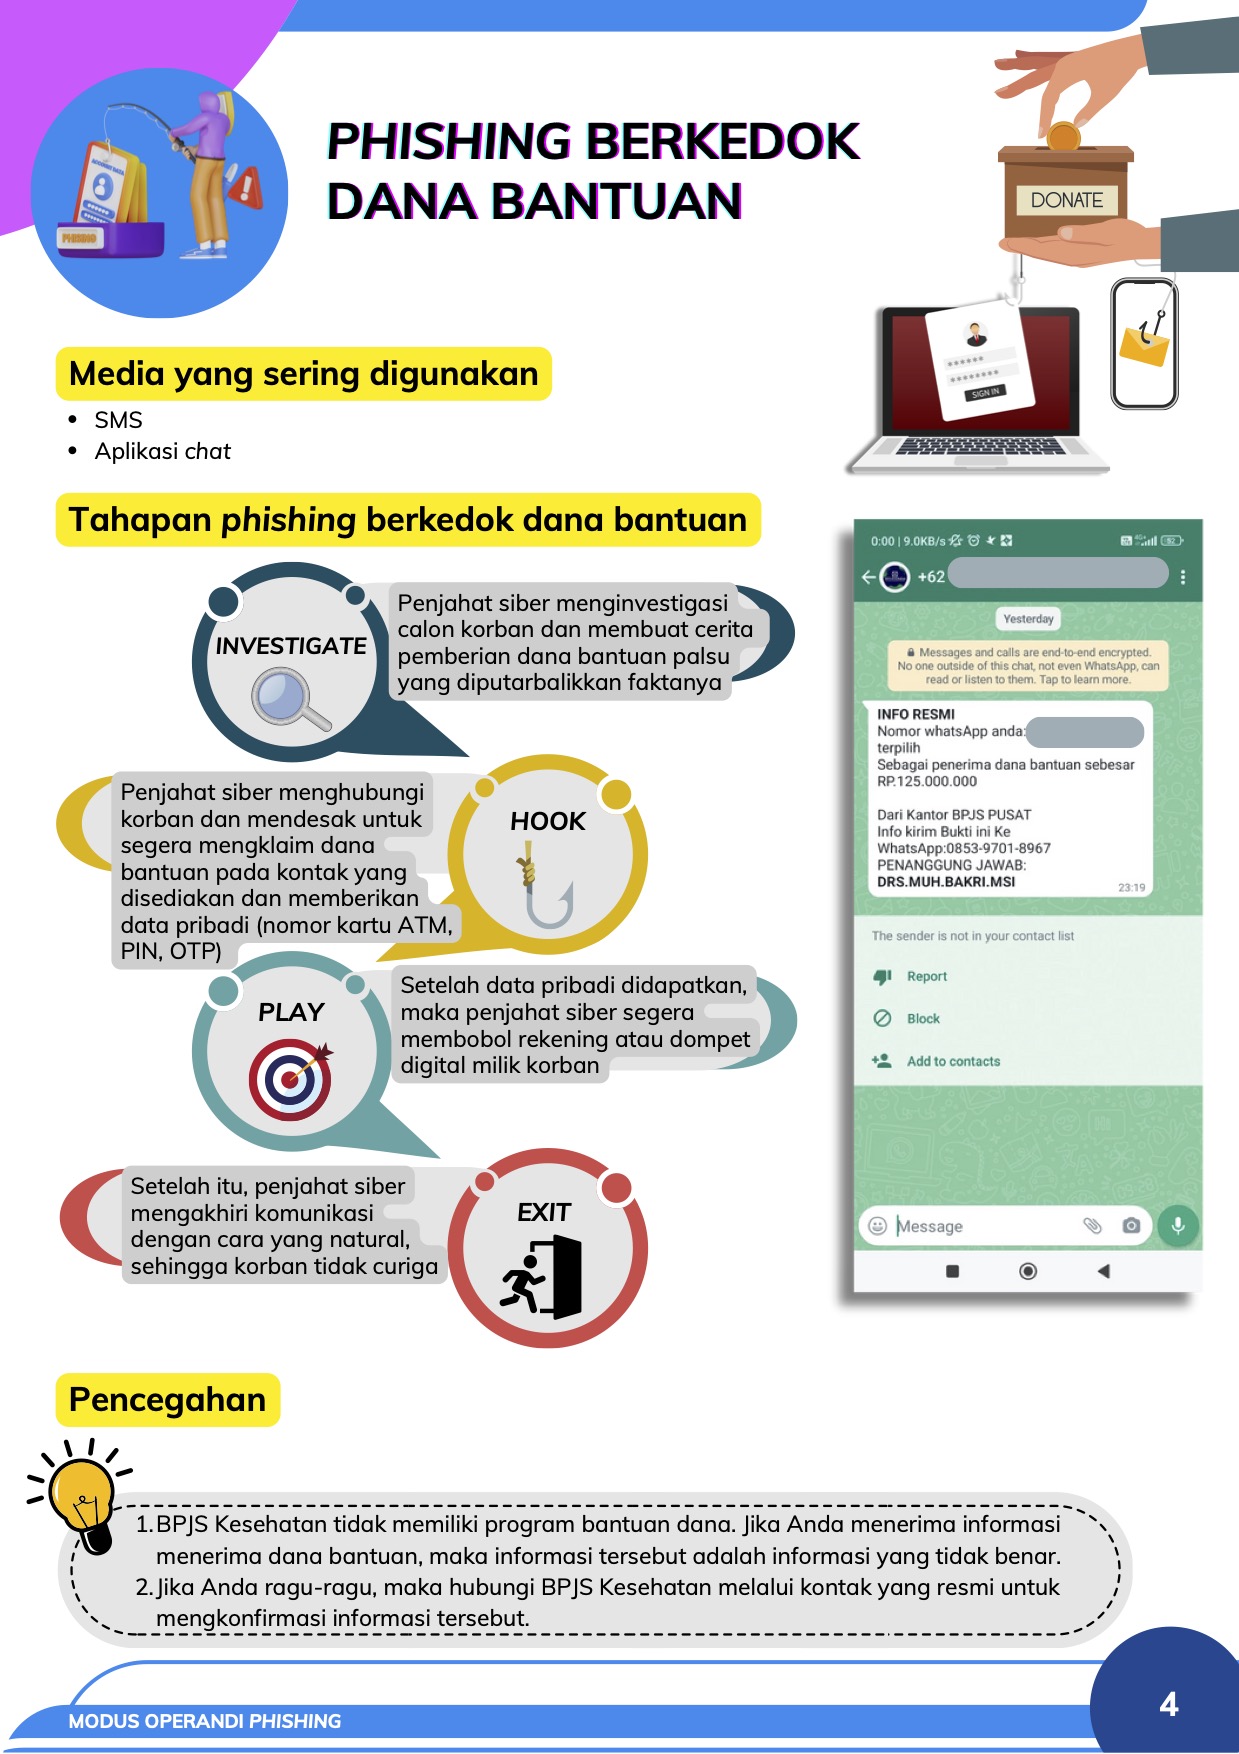 ACCOUNT DATA
PHISING
PHISHING BERKEDOK
DANA BANTUAN
DONATE
SIGN IN
Media yang sering digunakan
• SMS
• Aplikasi chat
Tahapan phishing berkedok dana bantuan
INVESTIGATE
Penjahat siber menginvestigasi
calon korban dan membuat cerita
pemberian dana bantuan palsu
yang diputarbalikkan faktanya
HOOK
Penjahat siber menghubungi
korban dan mendesak untuk
segera mengklaim dana
bantuan pada kontak yang
disediakan dan memberikan
data pribadi (nomor kartu ATM,
PIN, OTP)
PLAY
Setelah data pribadi didapatkan,
maka penjahat siber segera
membobol rekening atau dompet
digital milik korban
EXIT
Setelah itu, penjahat siber
mengakhiri komunikasi
dengan cara yang natural,
sehingga korban tidak curiga
0:00 | 9.0KB/s
+62
Yesterday
Messages and calls are end-to-end encrypted.
No one outside of this chat, not even WhatsApp, can
read or listen to them. Tap to learn more.
INFO RESMI
Nomor whatsApp anda:
terpilih
Sebagai penerima dana bantuan sebesar
RP.125.000.000
Dari Kantor BPJS PUSAT
Info kirim Bukti ini Ke
WhatsApp:0853-9701-8967
PENANGGUNG JAWAB:
DRS.MUH.BAKRI.MSI
23:19
The sender is not in your contact list
Report
Block
Add to contacts
Message
Pencegahan
1. BPJS Kesehatan tidak memiliki program bantuan dana. Jika Anda menerima informasi
menerima dana bantuan, maka informasi tersebut adalah informasi yang tidak benar.
2. Jika Anda ragu-ragu, maka hubungi BPJS Kesehatan melalui kontak yang resmi untuk
mengkonfirmasi informasi tersebut.
MODUS OPERANDI PHISHING
4